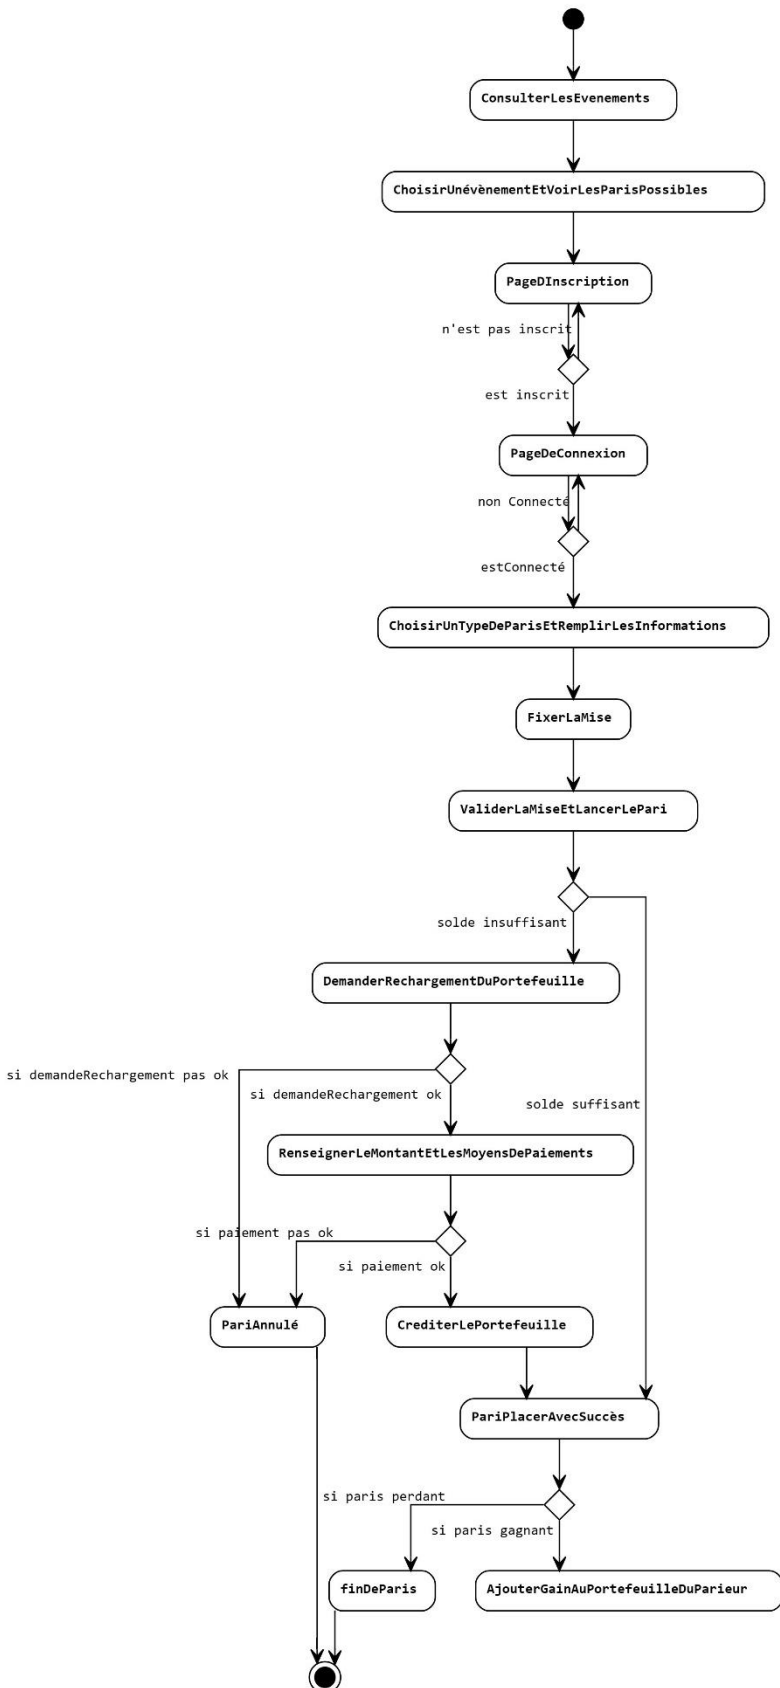 ConsulterLesEvenements
ChoisirUnévènementEtVoirLesParisPossibles
PageDInscription
n'est pas inscrit
est inscrit
PageDeConnexion
non Connecté
estConnecté
ChoisirUnTypeDeParisEtRemplirLesInformations
FixerLaMise
ValiderLaMiseEtLancerLePari
solde insuffisant
DemanderRechargementDuPortefeuille
si demandeRechargement pas ok
si demandeRechargement ok
solde suffisant
RenseignerLeMontantEtLesMoyensDePaiements
si paiement pas ok
si paiement ok
PariAnnulé
CrediterLePortefeuille
PariPlacerAvecSuccès
si paris perdant
si paris gagnant
finDeParis
AjouterGainAuPortefeuilleDuParieur